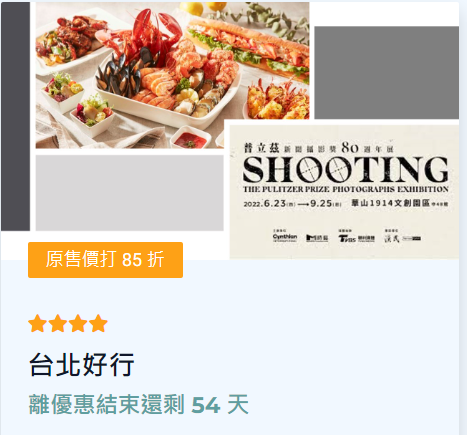 普立茲新聞攝影獎80週年展
SHOOTING
THE PULITZER PRIZE PHOTOGRAPHS EXHIBITION
2022.6.23(四)→9.25(日) 華山1914文創園區
原售價打 85 折
台北好行
離優惠結束還剩 54 天